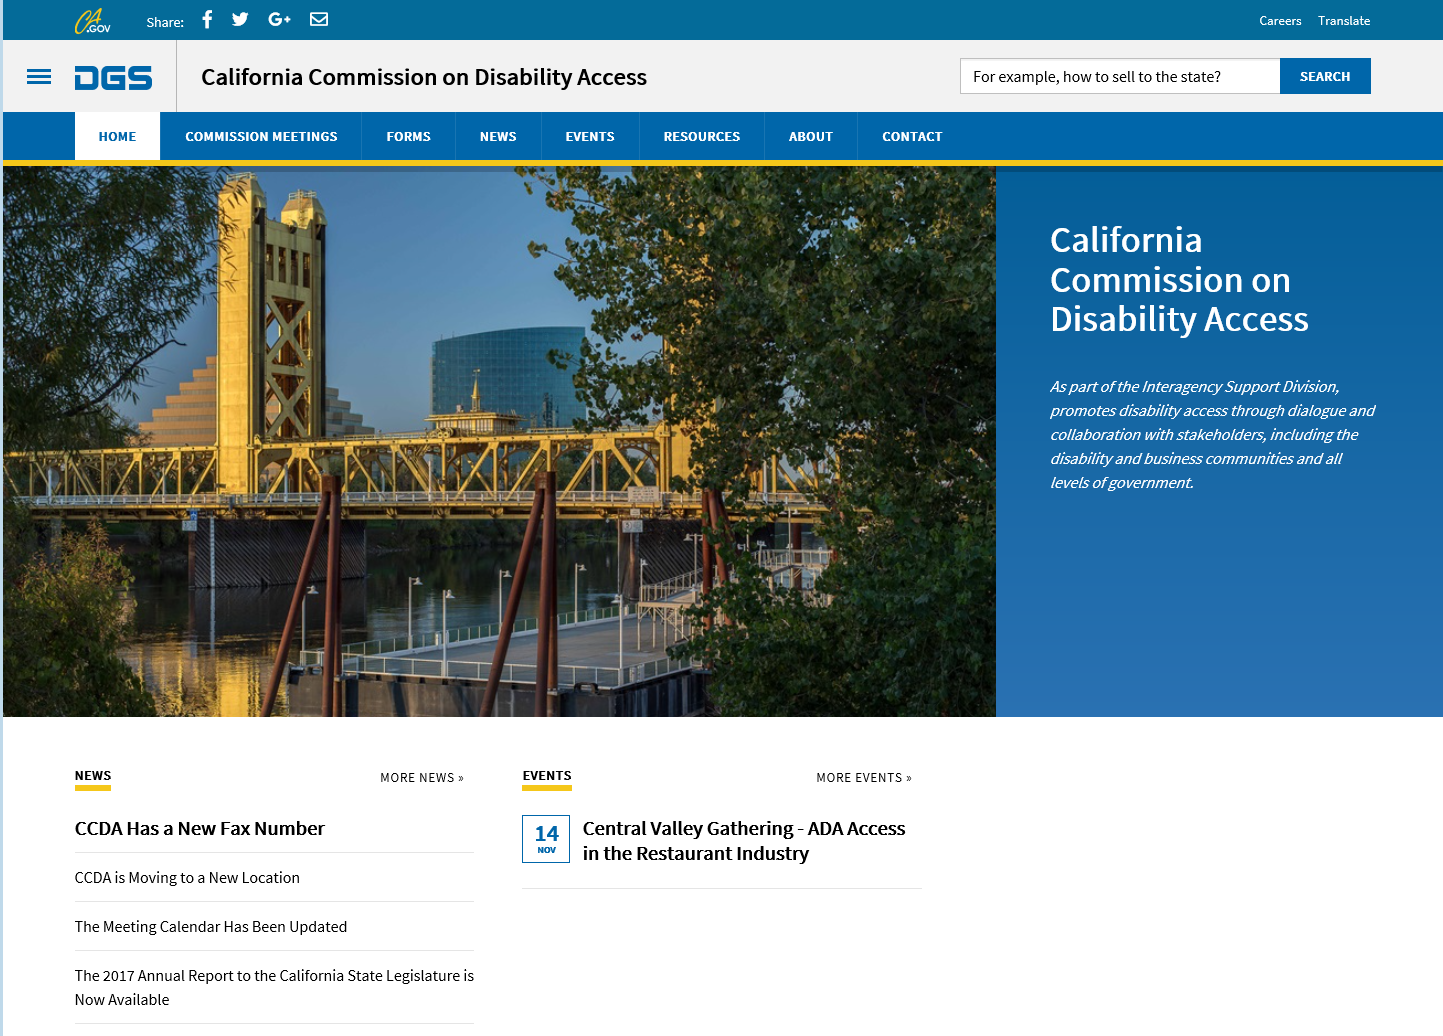 CA
.GOV
Share:
Careers
Translate
DGS
California Commission on Disability Access
For example, how to sell to the state?
SEARCH
HOME
COMMISSION MEETINGS
FORMS
NEWS
EVENTS
RESOURCES
ABOUT
CONTACT
California
Commission on
Disability Access
As part of the Interagency Support Division,
promotes disability access through dialogue and
collaboration with stakeholders, including the
disability and business communities and all
levels of government.
NEWS
MORE NEWS »
CCDA Has a New Fax Number
CCDA is Moving to a New Location
The Meeting Calendar Has Been Updated
The 2017 Annual Report to the California State Legislature is
Now Available
EVENTS
MORE EVENTS »
14
NOV
Central Valley Gathering - ADA Access
in the Restaurant Industry